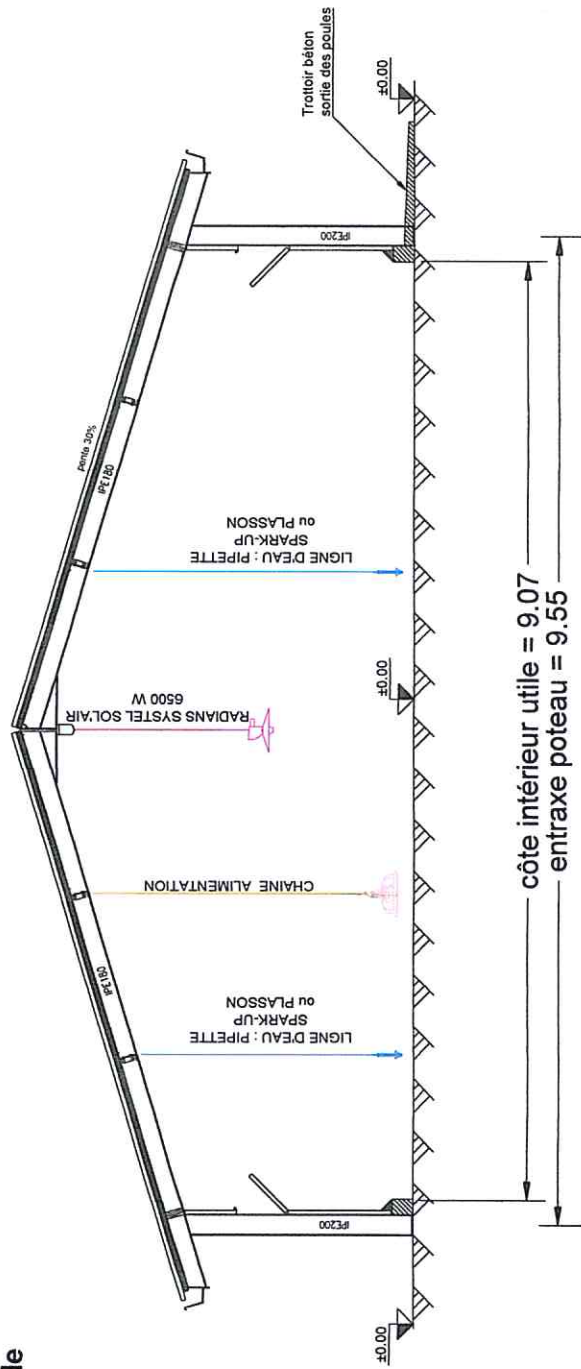 le
Trottoir béton
sortie des poules
±0.00
±0.00
±0.00
pente 30%
IPE180
IPE180
IPE200
IPE200
LIGNE D'EAU : PIPETTE
SPARK-UP
ou PLASSON
RADIANS SYSTEL SOL'AIR
6500 W
CHAINE ALIMENTATION
LIGNE D'EAU : PIPETTE
SPARK-UP
ou PLASSON
côte intérieur utile = 9.07
entraxe poteau = 9.55